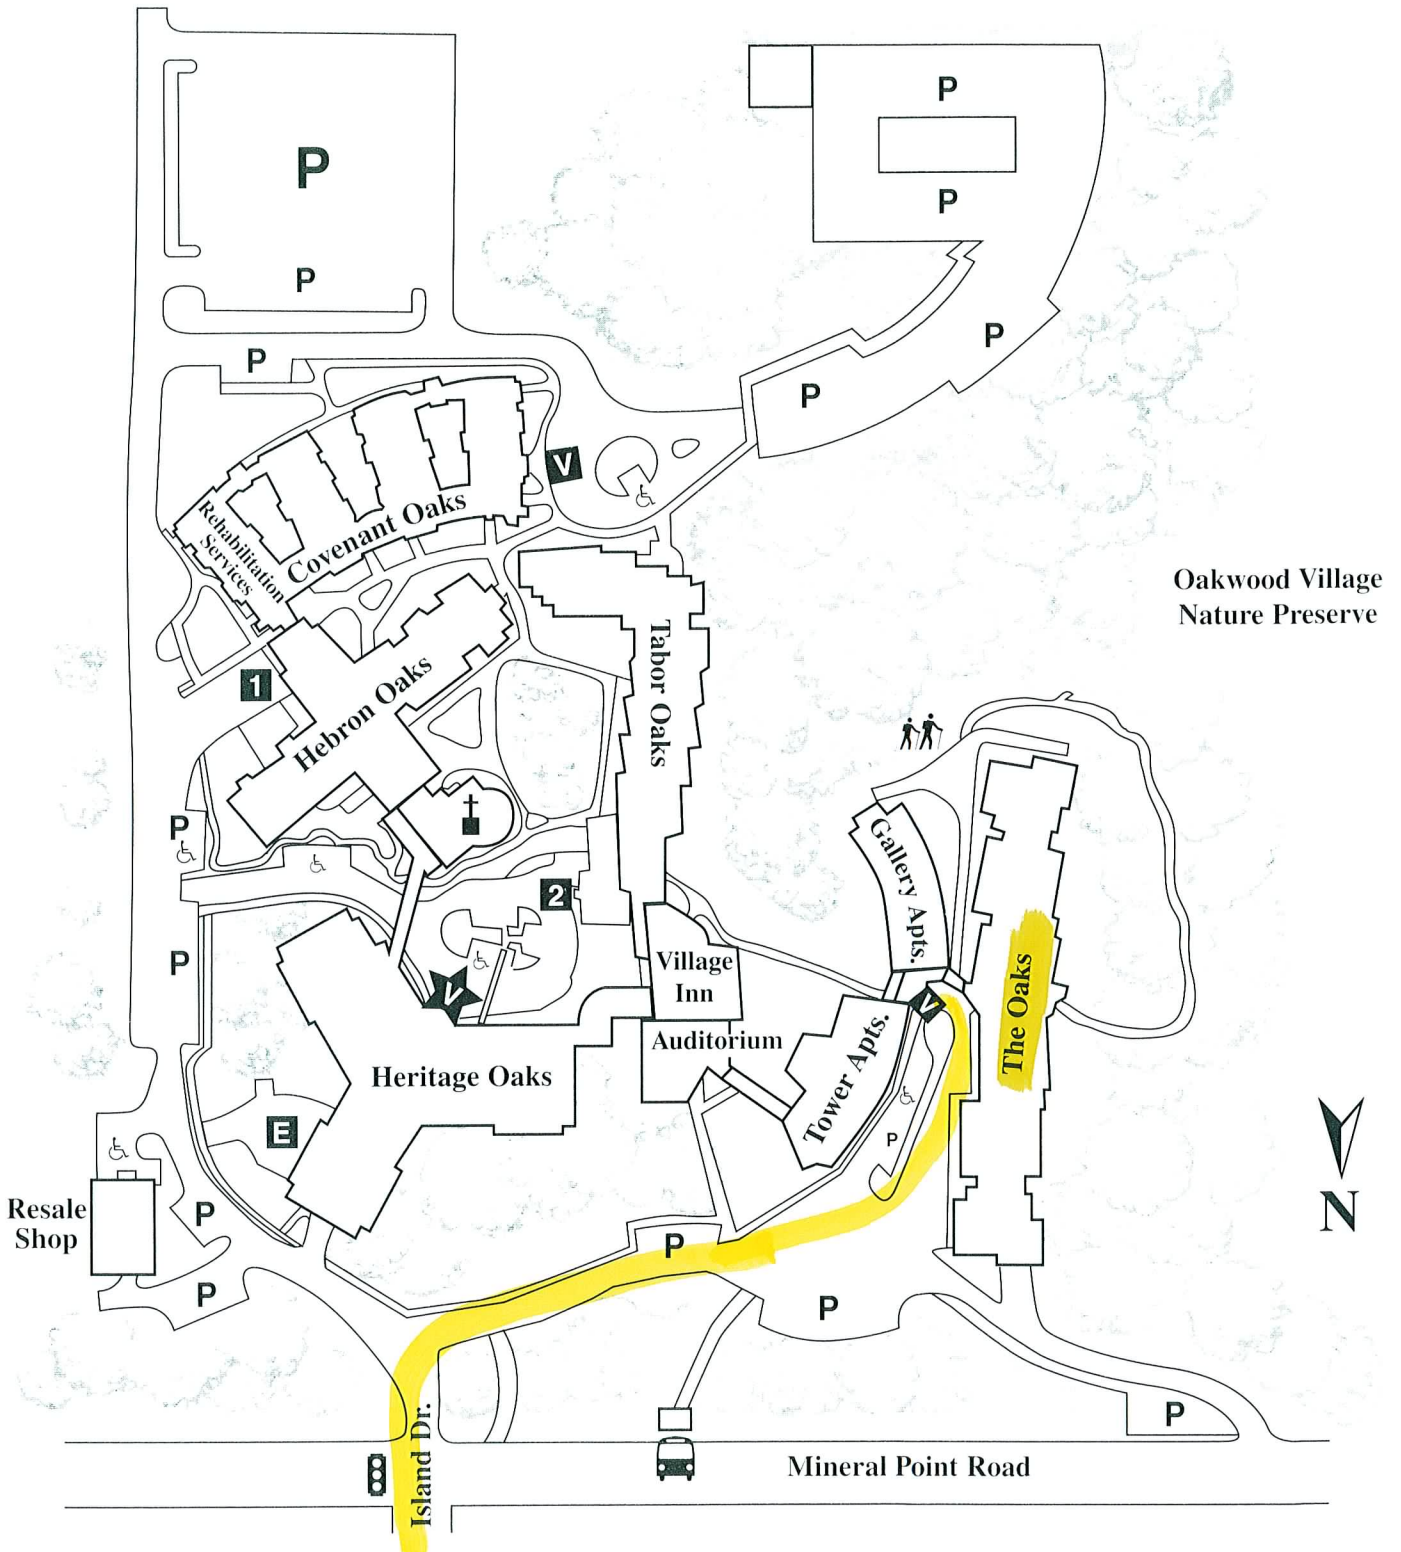 P
P
P
P
P
P
P
P
V
Rehabilitation
Services
Covenant Oaks
Oakwood Village
Nature Preserve
Tabor Oaks
1
Hebron Oaks
P
Gallery Apts.
2
P
Village
Inn
V
V
The Oaks
Auditorium
Tower Apts.
Heritage Oaks
E
P
Resale
Shop
P
N
P
P
P
P
Island Dr.
Mineral Point Road